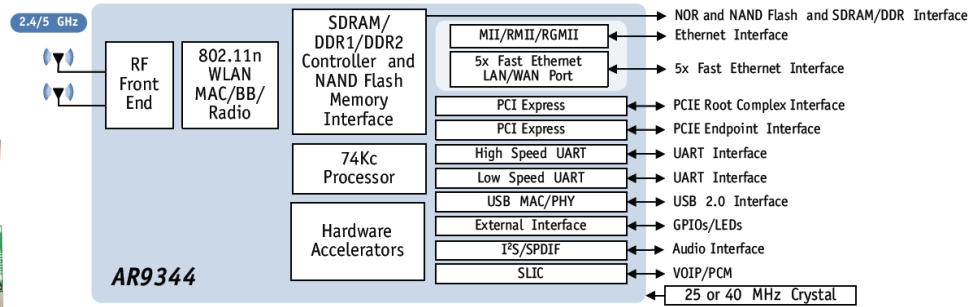 2.4/5 GHz
RF
Front
End
802.11n
WLAN
MAC/BB/
Radio
SDRAM/
DDR1/DDR2
Controller and
NAND Flash
Memory
Interface
74Kc
Processor
Hardware
Accelerators
AR9344
MII/RMII/RGMII
5x Fast Ethernet
LAN/WAN Port
PCI Express
PCI Express
High Speed UART
Low Speed UART
USB MAC/PHY
External Interface
I²S/SPDIF
SLIC
NOR and NAND Flash and SDRAM/DDR Interface
Ethernet Interface
5x Fast Ethernet Interface
PCIE Root Complex Interface
PCIE Endpoint Interface
UART Interface
UART Interface
USB 2.0 Interface
GPIOs/LEDs
Audio Interface
VOIP/PCM
25 or 40 MHz Crystal